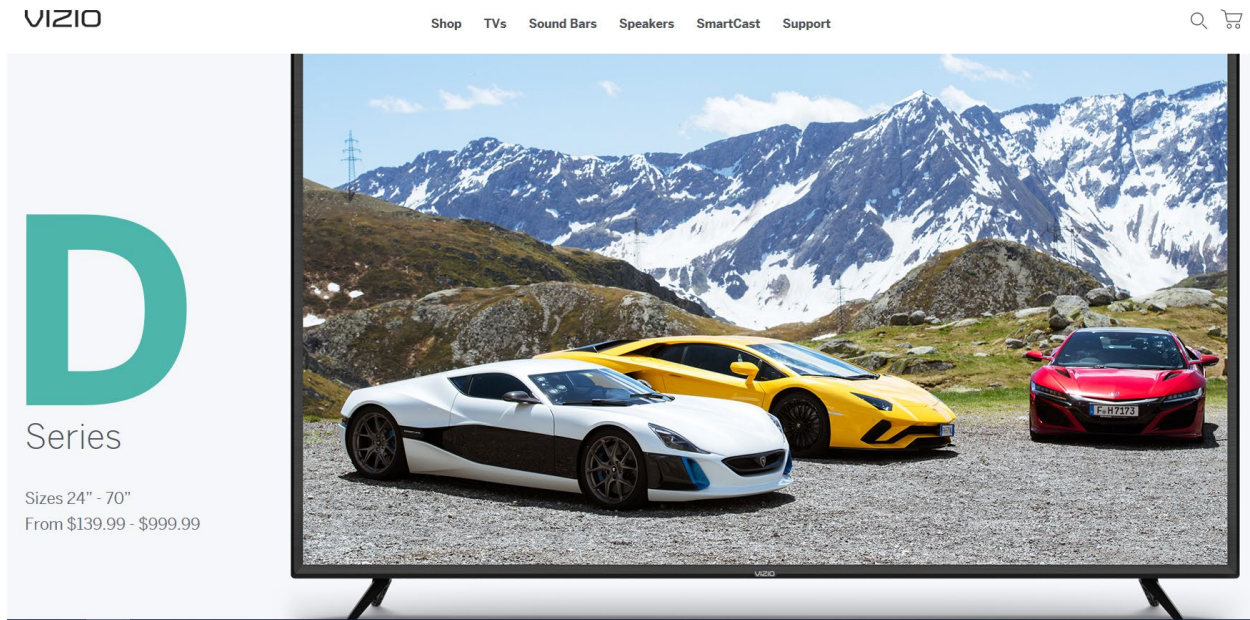 VIZIO
Shop TVs Sound Bars Speakers SmartCast Support
D
Series
Sizes 24” - 70”
From $139.99 - $999.99
F H7173
VIZIO